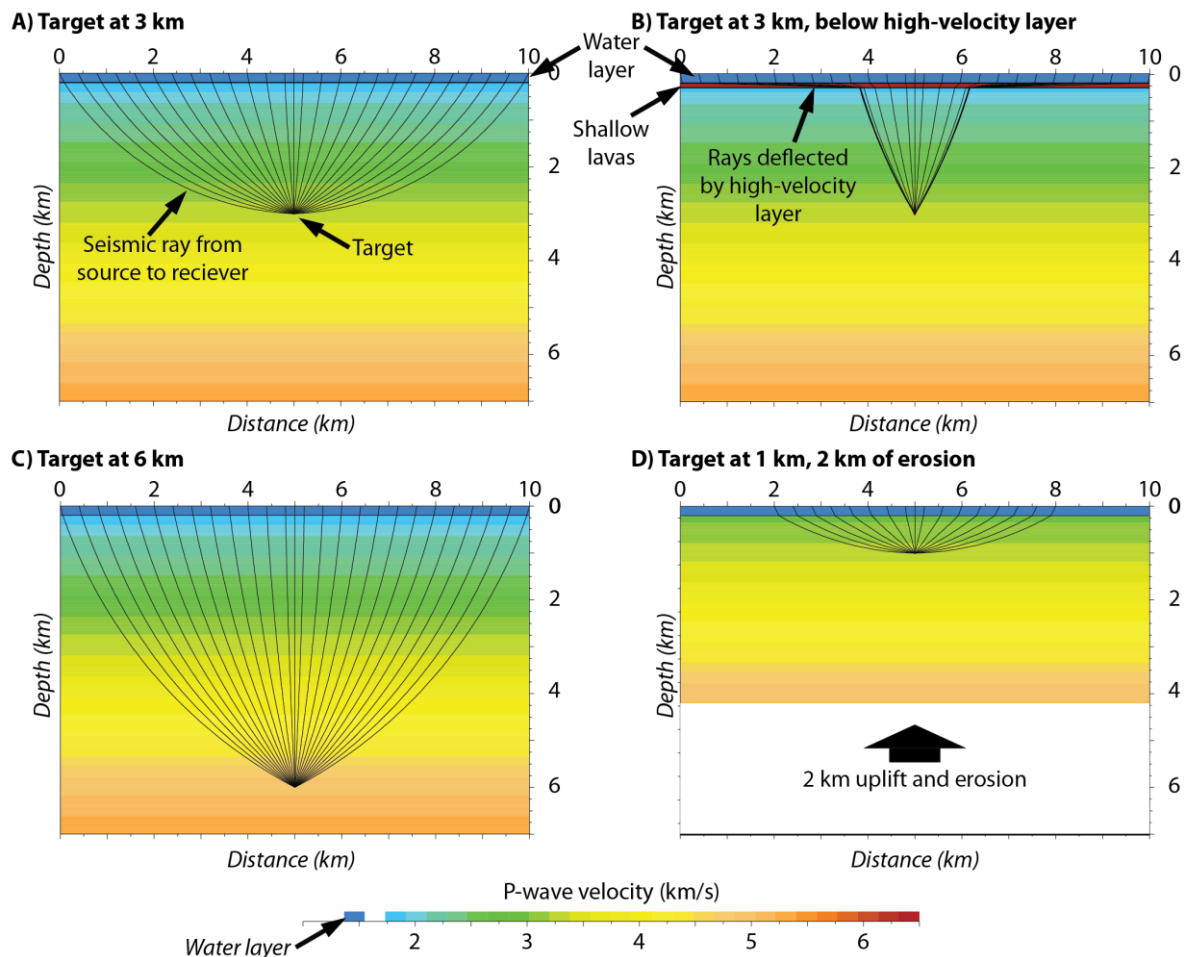 A) Target at 3 km
0 2 4 6 8 10
0
2
4
6
Depth (km)
Distance (km)
Seismic ray from
source to reciever
Target
Water
layer
B) Target at 3 km, below high-velocity layer
0 2 4 6 8 10
0
2
4
6
Depth (km)
Distance (km)
Shallow
lavas
Rays deflected
by high-velocity
layer
C) Target at 6 km
0 2 4 6 8 10
0
2
4
6
Depth (km)
Distance (km)
D) Target at 1 km, 2 km of erosion
0 2 4 6 8 10
0
2
4
6
Depth (km)
2 km uplift and erosion
Distance (km)
P-wave velocity (km/s)
2 3 4 5 6
Water layer